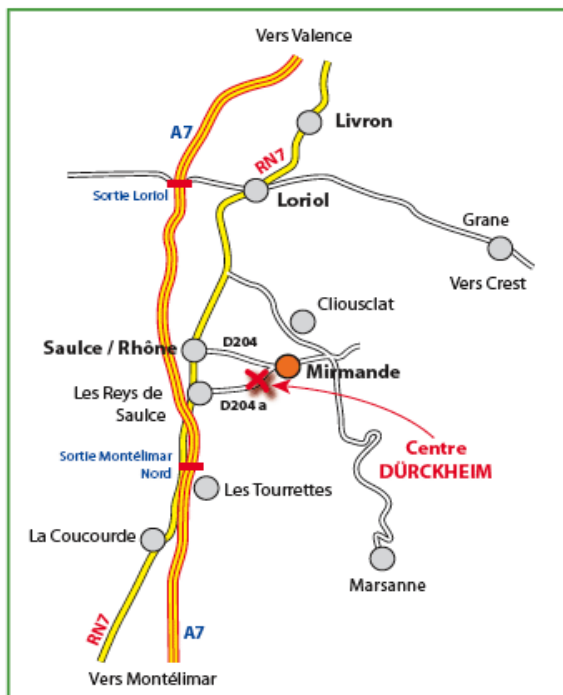 Vers Valence
A7
Livron
RN7
Sortie Loriol
Loriol
Grane
Vers Crest
Cliousclat
Saulce / Rhône
D204
Mirmande
Les Reys de
Saulce
D204 a
Centre
DÜRCKHEIM
Sortie Montélimar
Nord
Les Tourrettes
La Coucourde
Marsanne
RN7
A7
Vers Montélimar